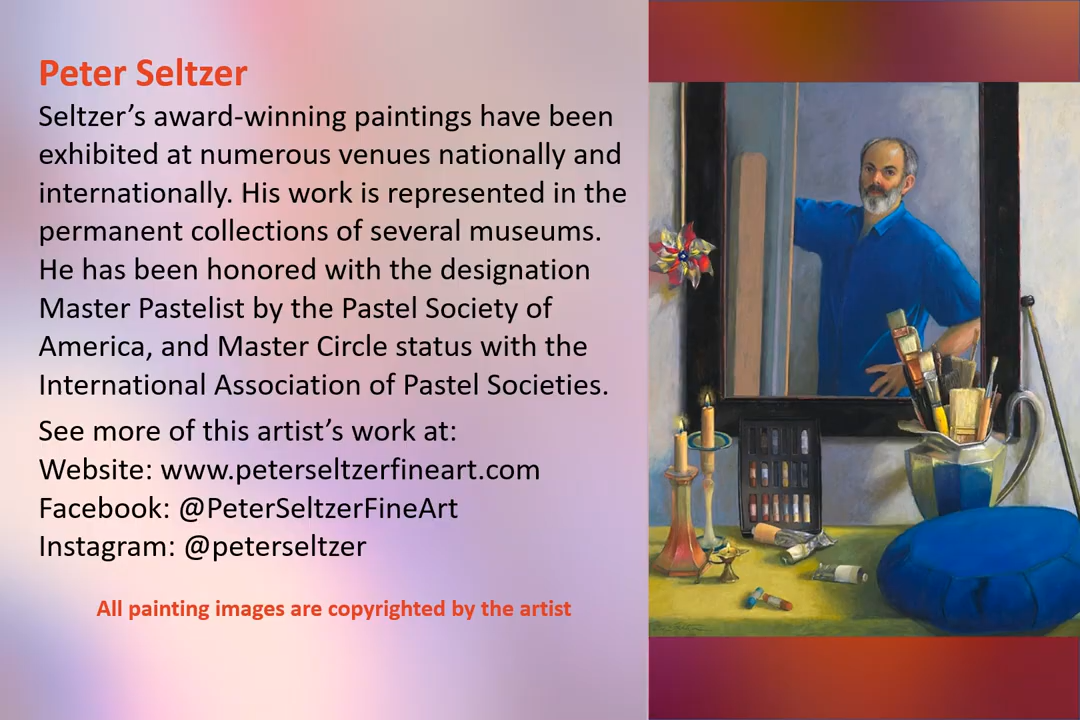 Peter Seltzer
Seltzer’s award-winning paintings have been
exhibited at numerous venues nationally and
internationally. His work is represented in the
permanent collections of several museums.
He has been honored with the designation
Master Pastelist by the Pastel Society of
America, and Master Circle status with the
International Association of Pastel Societies.
See more of this artist’s work at:
Website: www.peterseltzerfineart.com
Facebook: @PeterSeltzerFineArt
Instagram: @peterseltzer
All painting images are copyrighted by the artist